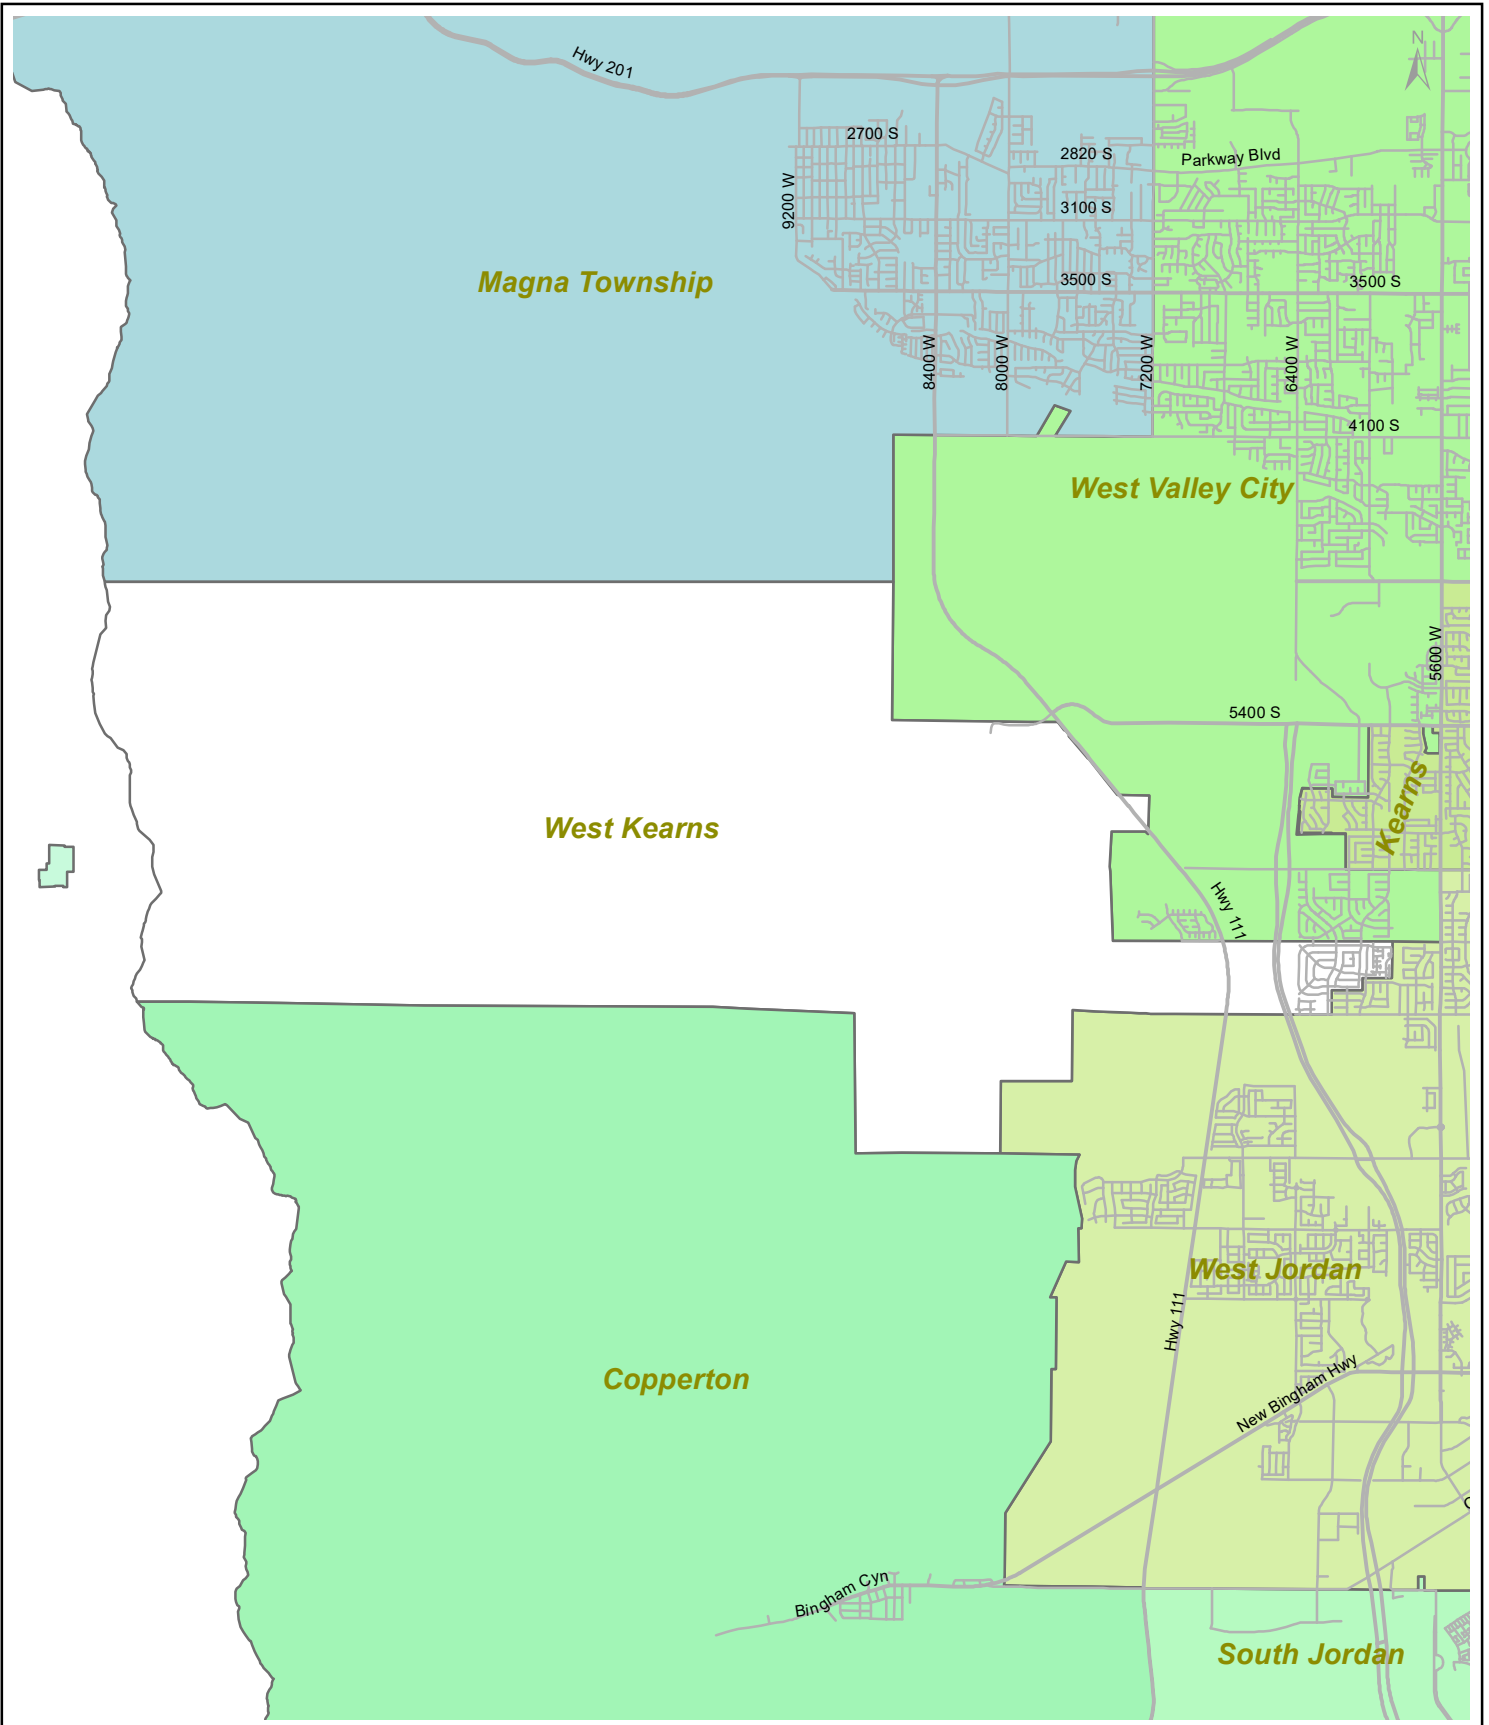 N
Hwy 201
2700 S
2820 S
Parkway Blvd
9200 W
3100 S
Magna Township
3500 S
3500 S
8400 W
8000 W
7200 W
6400 W
4100 S
West Valley City
5600 W
5400 S
Kearns
West Kearns
Hwy 111
West Jordan
Hwy 111
Copperton
New Bingham Hwy
Bingham Cyn
South Jordan